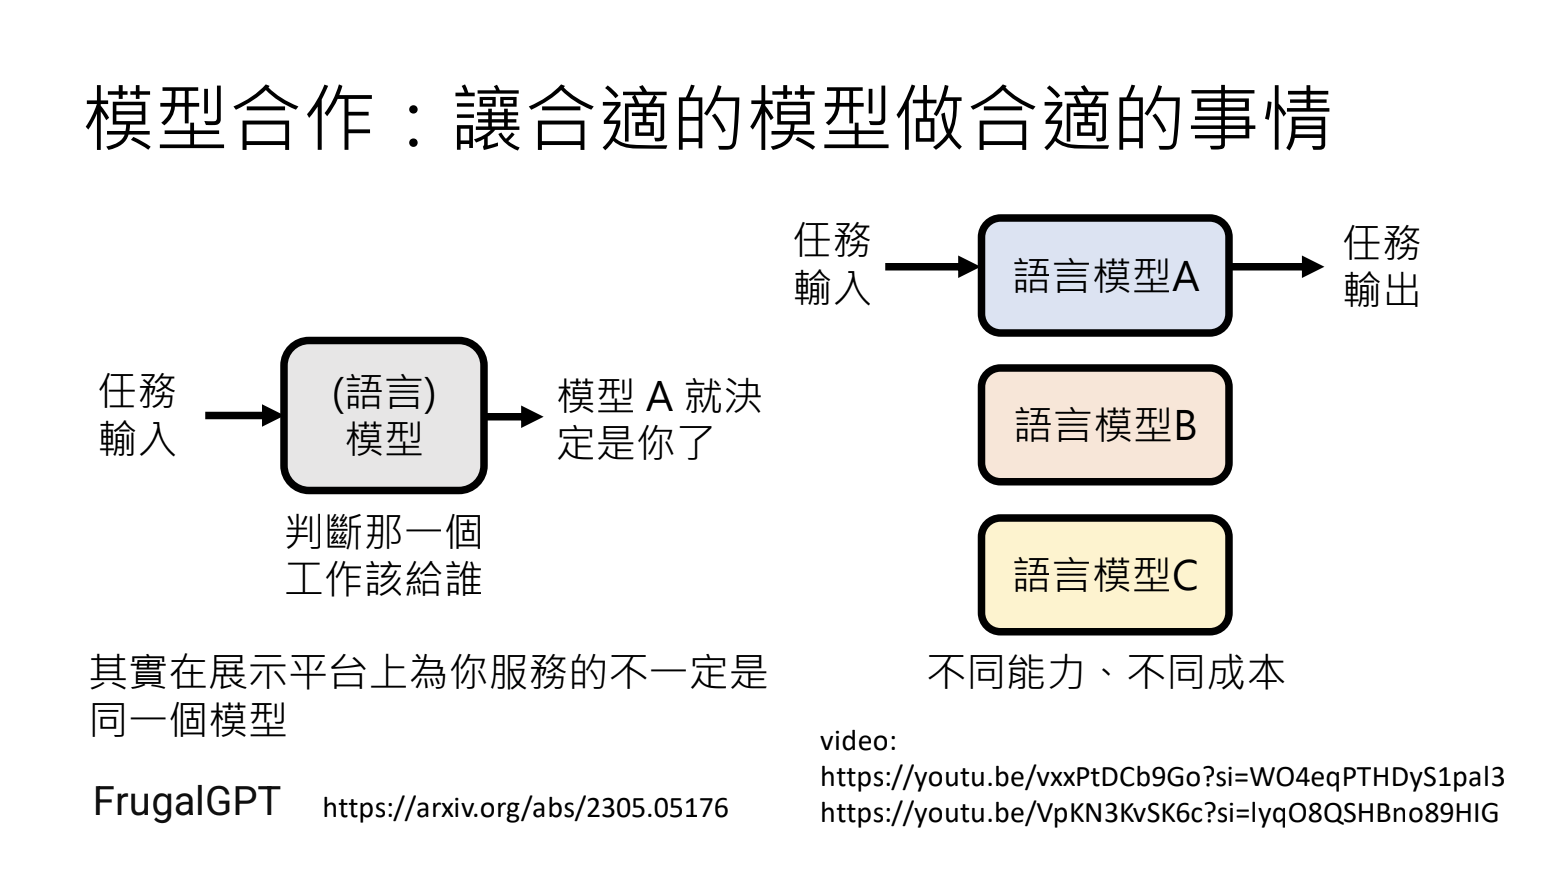 模型合作：讓合適的模型做合適的事情
任務
輸入
(語言)
模型
模型 A 就決
定是你了
判斷那一個
工作該給誰
其實在展示平台上為你服務的不一定是
同一個模型
FrugalGPT
https://arxiv.org/abs/2305.05176
任務
輸入
語言模型A
任務
輸出
語言模型B
語言模型C
不同能力、不同成本
video:
https://youtu.be/vxxPtDCb9Go?si=WO4eqPTHDyS1pal3
https://youtu.be/VpKN3KvSK6c?si=lyqO8QSHBno89HIG